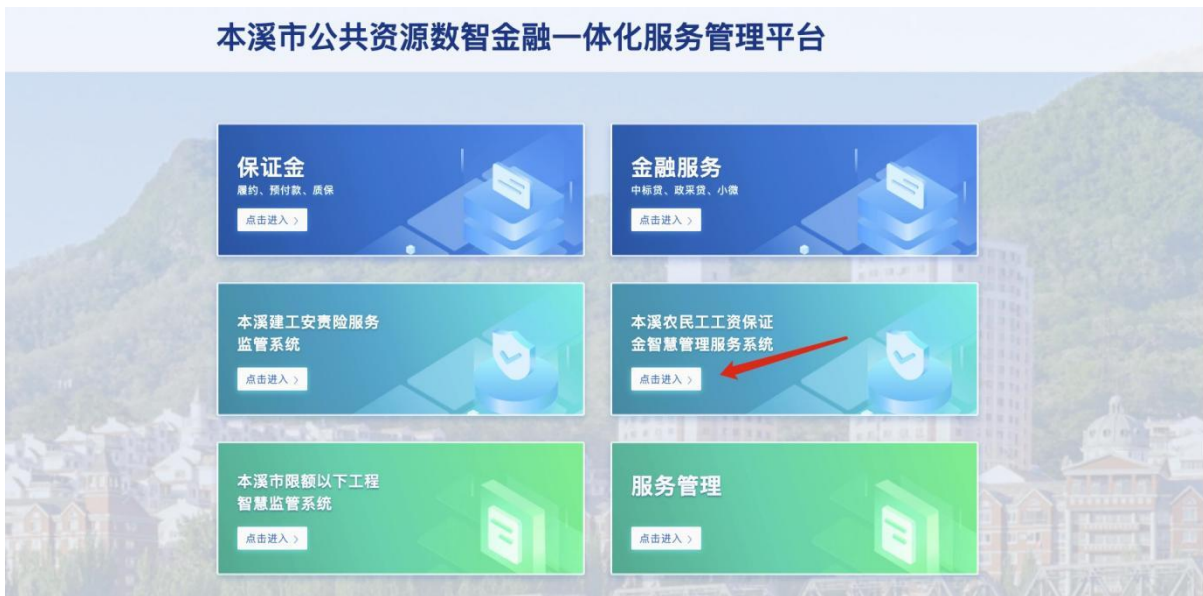 本溪市公共资源数智金融一体化服务管理平台
保证金
履约、预付款、质保
点击进入 >
金融服务
中标贷、政采贷、小微
点击进入 >
本溪建工安责险服务
监管系统
点击进入 >
本溪农民工工资保证
金智慧管理服务系统
点击进入 >
本溪市限额以下工程
智慧监管系统
点击进入 >
服务管理
点击进入 >